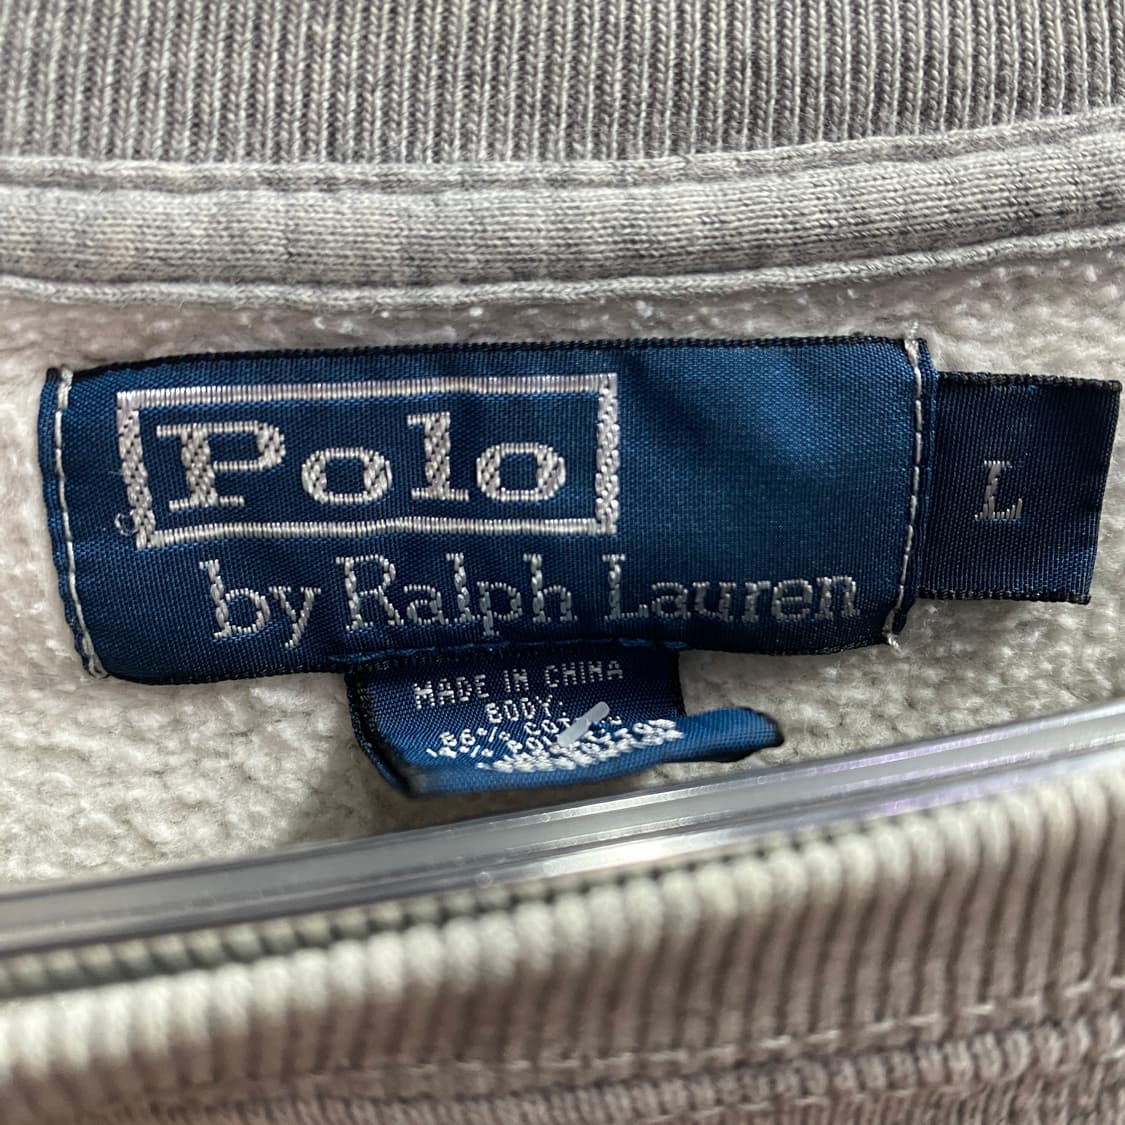 Polo
by Ralph Lauren
L
MADE IN CHINA
BODY: